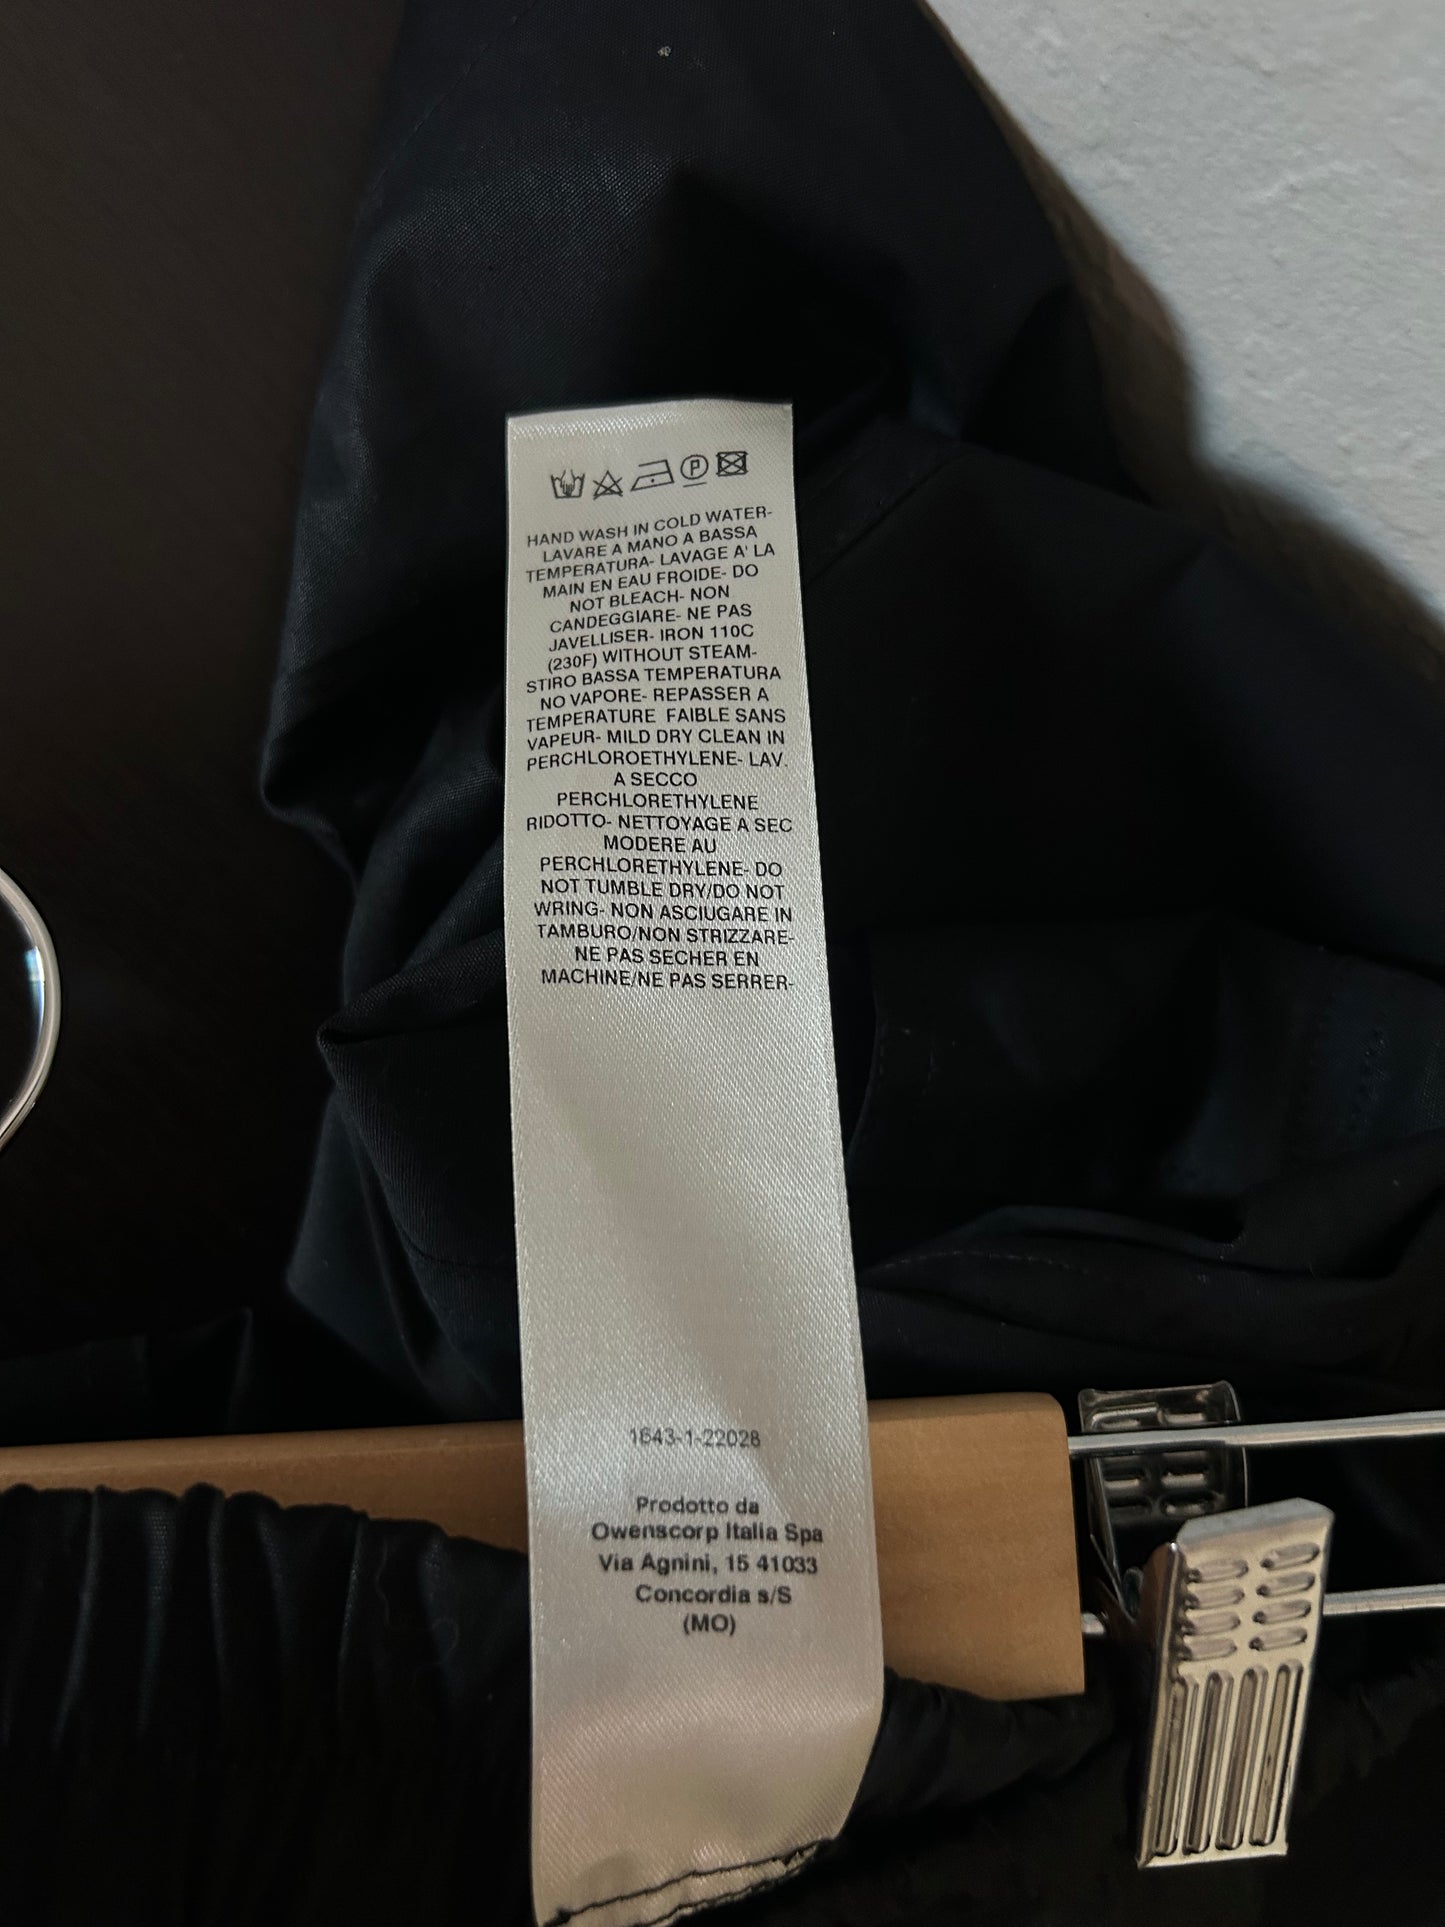 HAND WASH IN COLD WATER-
LAVARE A MANO A BASSA
TEMPERATURA- LAVAGE A' LA
MAIN EN EAU FROIDE- DO
NOT BLEACH- NON
CANDEGGIARE- NE PAS
JAVELLISER- IRON 110C
(230F) WITHOUT STEAM-
STIRO BASSA TEMPERATURA
NO VAPORE- REPASSER A
TEMPERATURE FAIBLE SANS
VAPEUR- MILD DRY CLEAN IN
PERCHLOROETHYLENE- LAV.
A SECCO
PERCHLORETHYLENE
RIDOTTO- NETTOYAGE A SEC
MODERE AU
PERCHLORETHYLENE- DO
NOT TUMBLE DRY/DO NOT
WRING- NON ASCIUGARE IN
TAMBURO/NON STRIZZARE-
NE PAS SECHER EN
MACHINE/NE PAS SERRER-
1643-1-22028
Prodotto da
Owenscorp Italia Spa
Via Agnini, 15 41033
Concordia s/S
(MO)